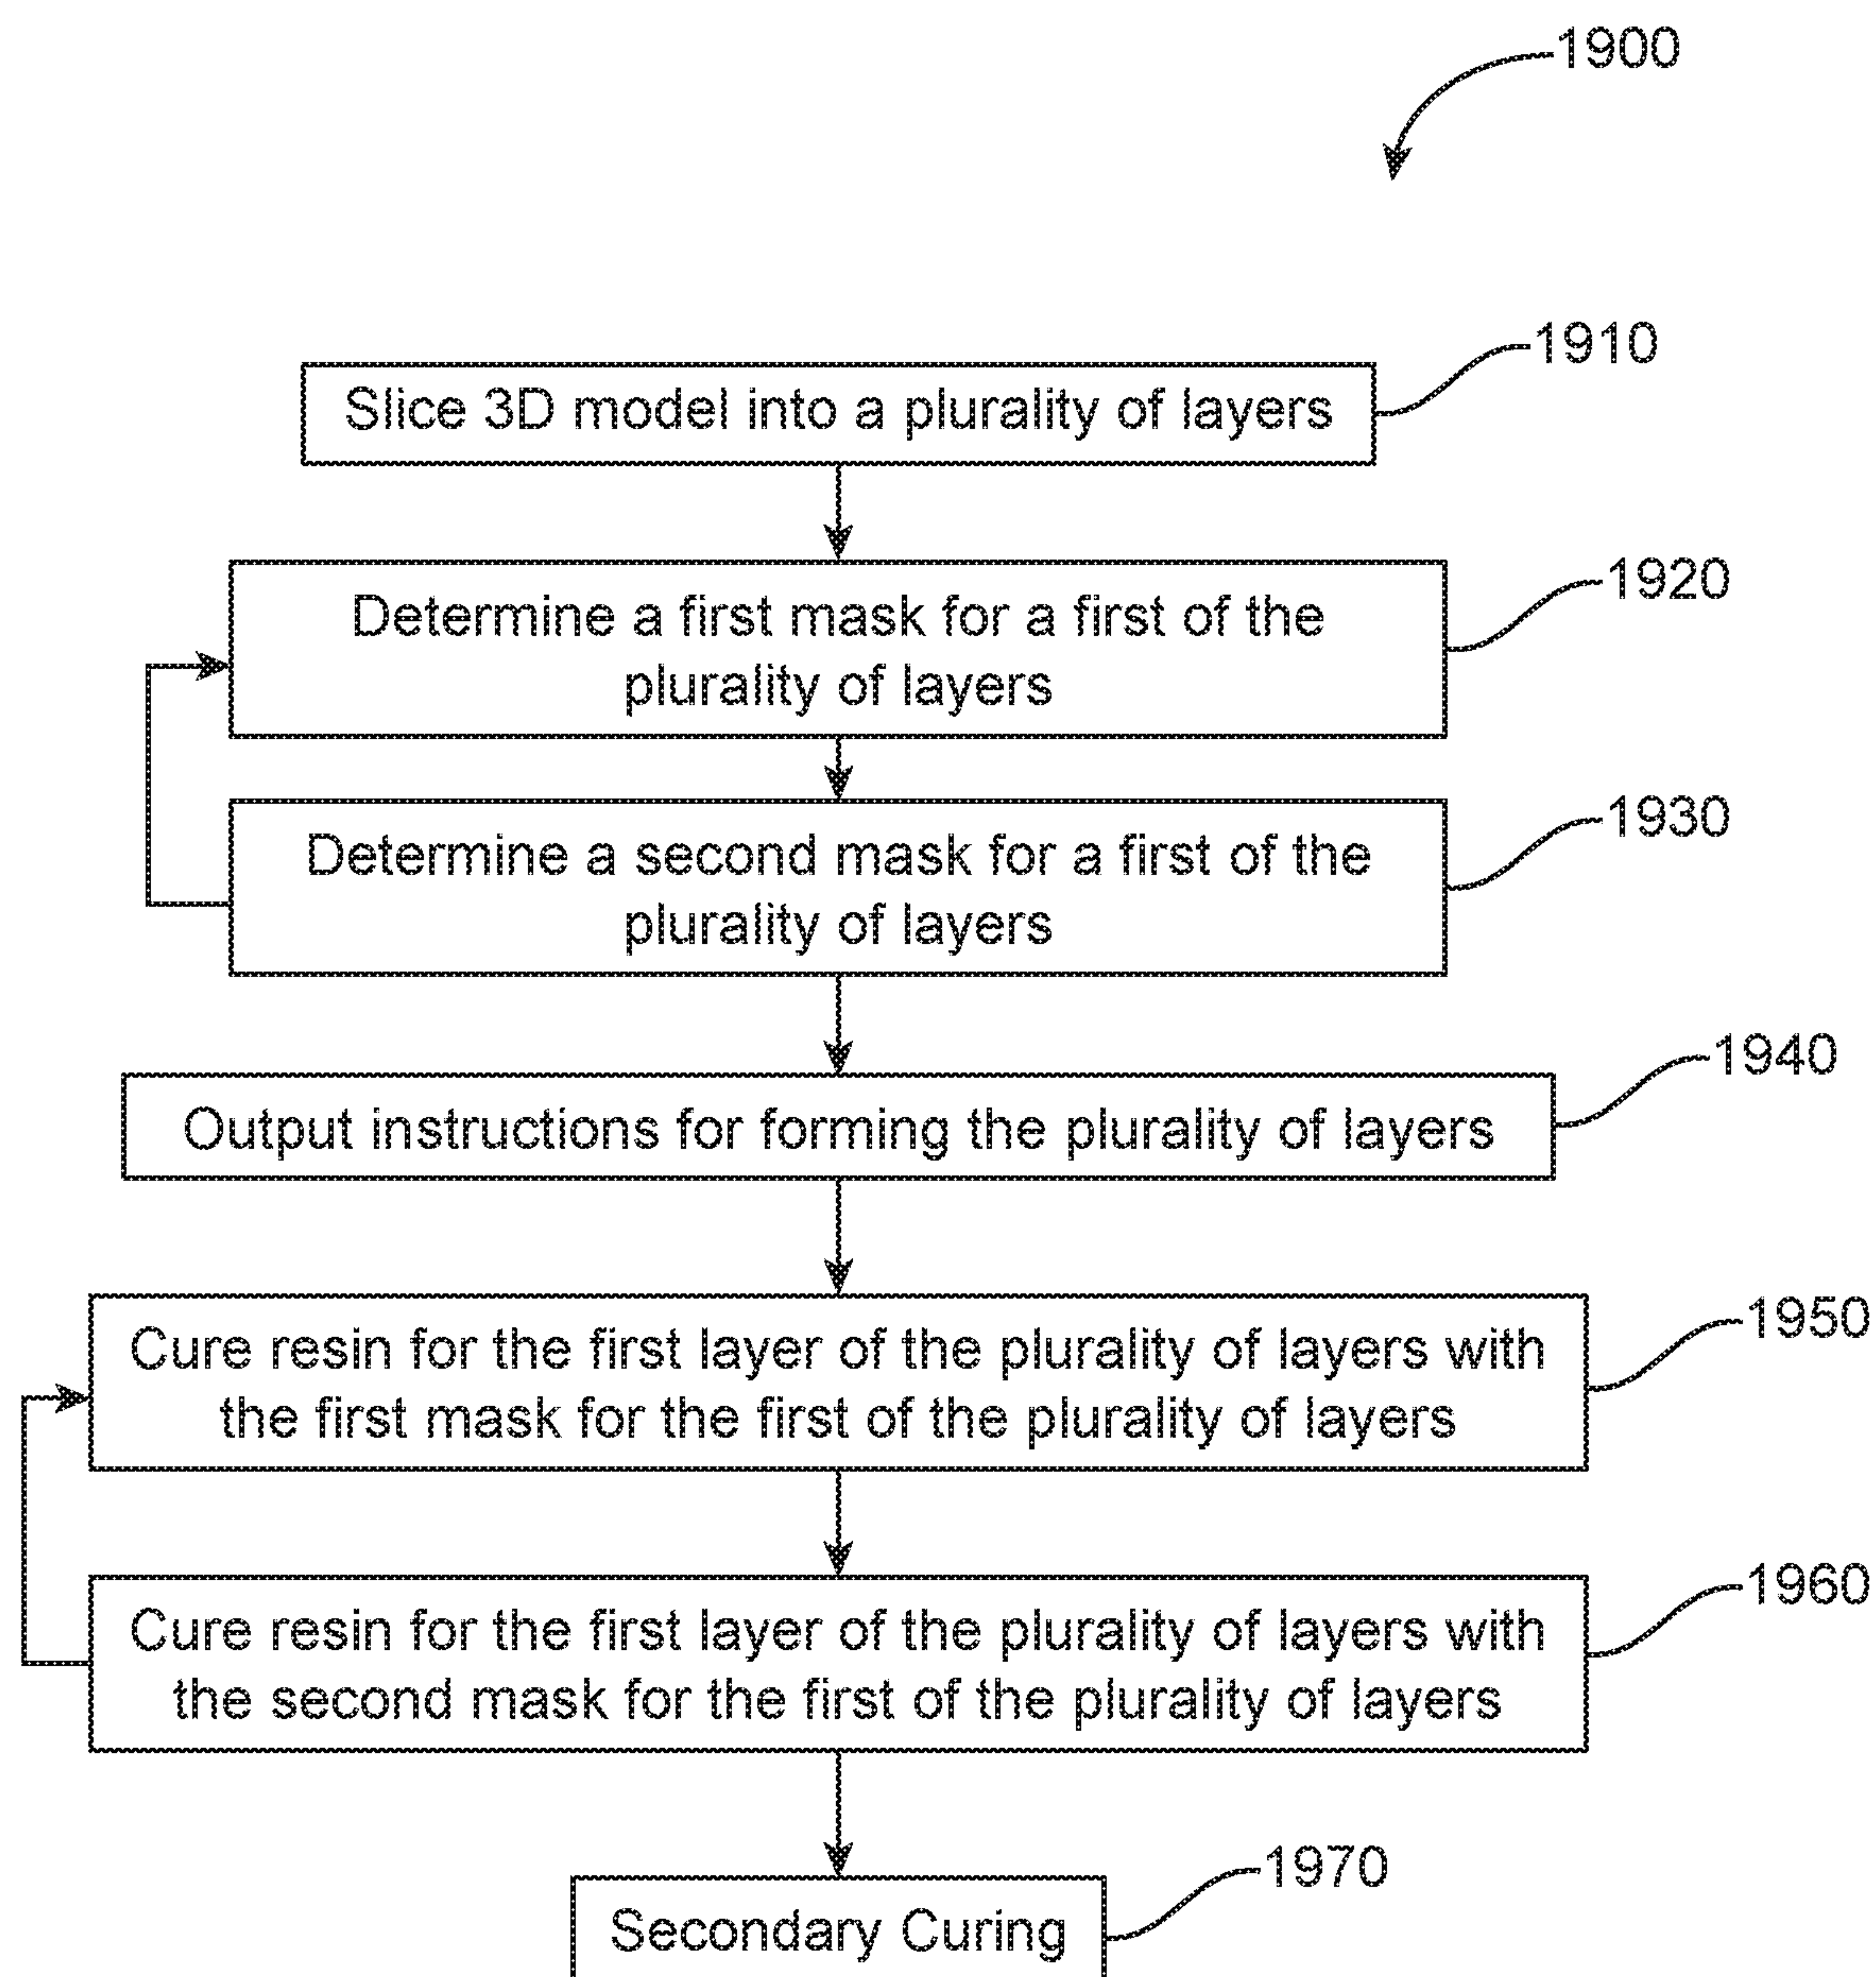 1900
1910
Slice 3D model into a plurality of layers
1920
Determine a first mask for a first of the
plurality of layers
1930
Determine a second mask for a first of the
plurality of layers
1940
Output instructions for forming the plurality of layers
1950
Cure resin for the first layer of the plurality of layers with
the first mask for the first of the plurality of layers
1960
Cure resin for the first layer of the plurality of layers with
the second mask for the first of the plurality of layers
1970
Secondary Curing